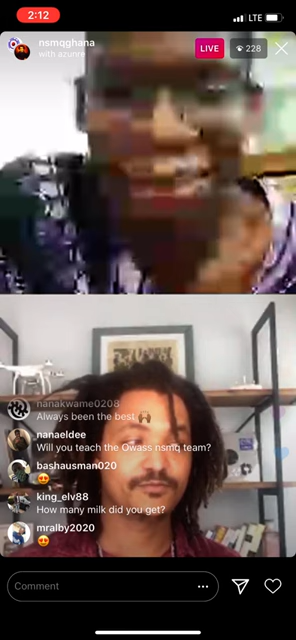 2:12
LTE
nsmqghana
with azunre
LIVE
228
nanakwame0208
Always been the best 🙌🏿
nanaeldee
Will you teach the Owass nsmq team?
bashausman020
😍
king_elv88
How many milk did you get?
mralby2020
😍
Comment